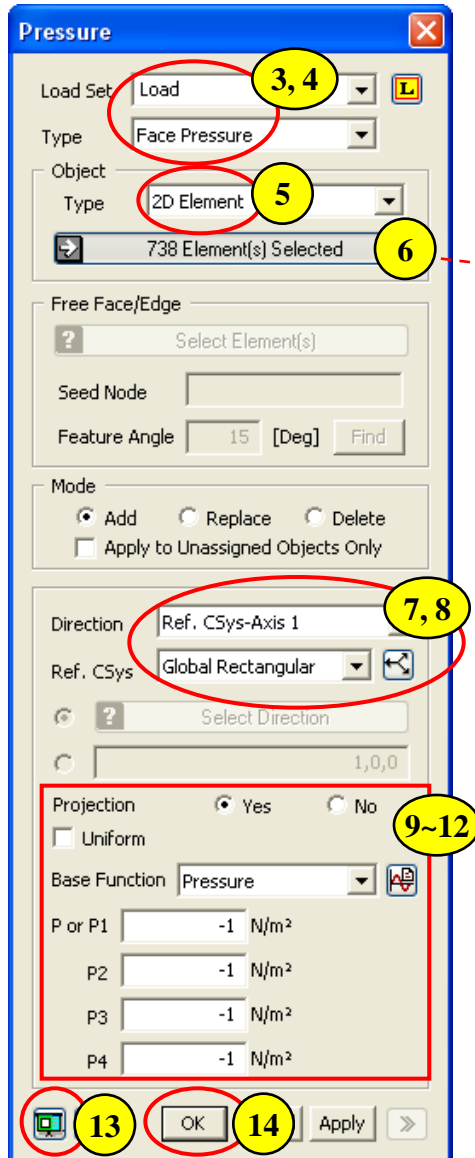 Pressure
Load Set Load 3, 4 L
Type Face Pressure
Object
Type 2D Element 5
738 Element(s) Selected 6
Free Face/Edge
? Select Element(s)
Seed Node
Feature Angle 15 [Deg] Find
Mode
Add Replace Delete
Apply to Unassigned Objects Only
7, 8
Direction Ref. CSys-Axis 1
Ref. CSys Global Rectangular
? Select Direction
1,0,0
Projection Yes No
9~12
Uniform
Base Function Pressure
P or P1 -1 N/m²
P2 -1 N/m²
P3 -1 N/m²
P4 -1 N/m²
13 OK 14 Apply >>